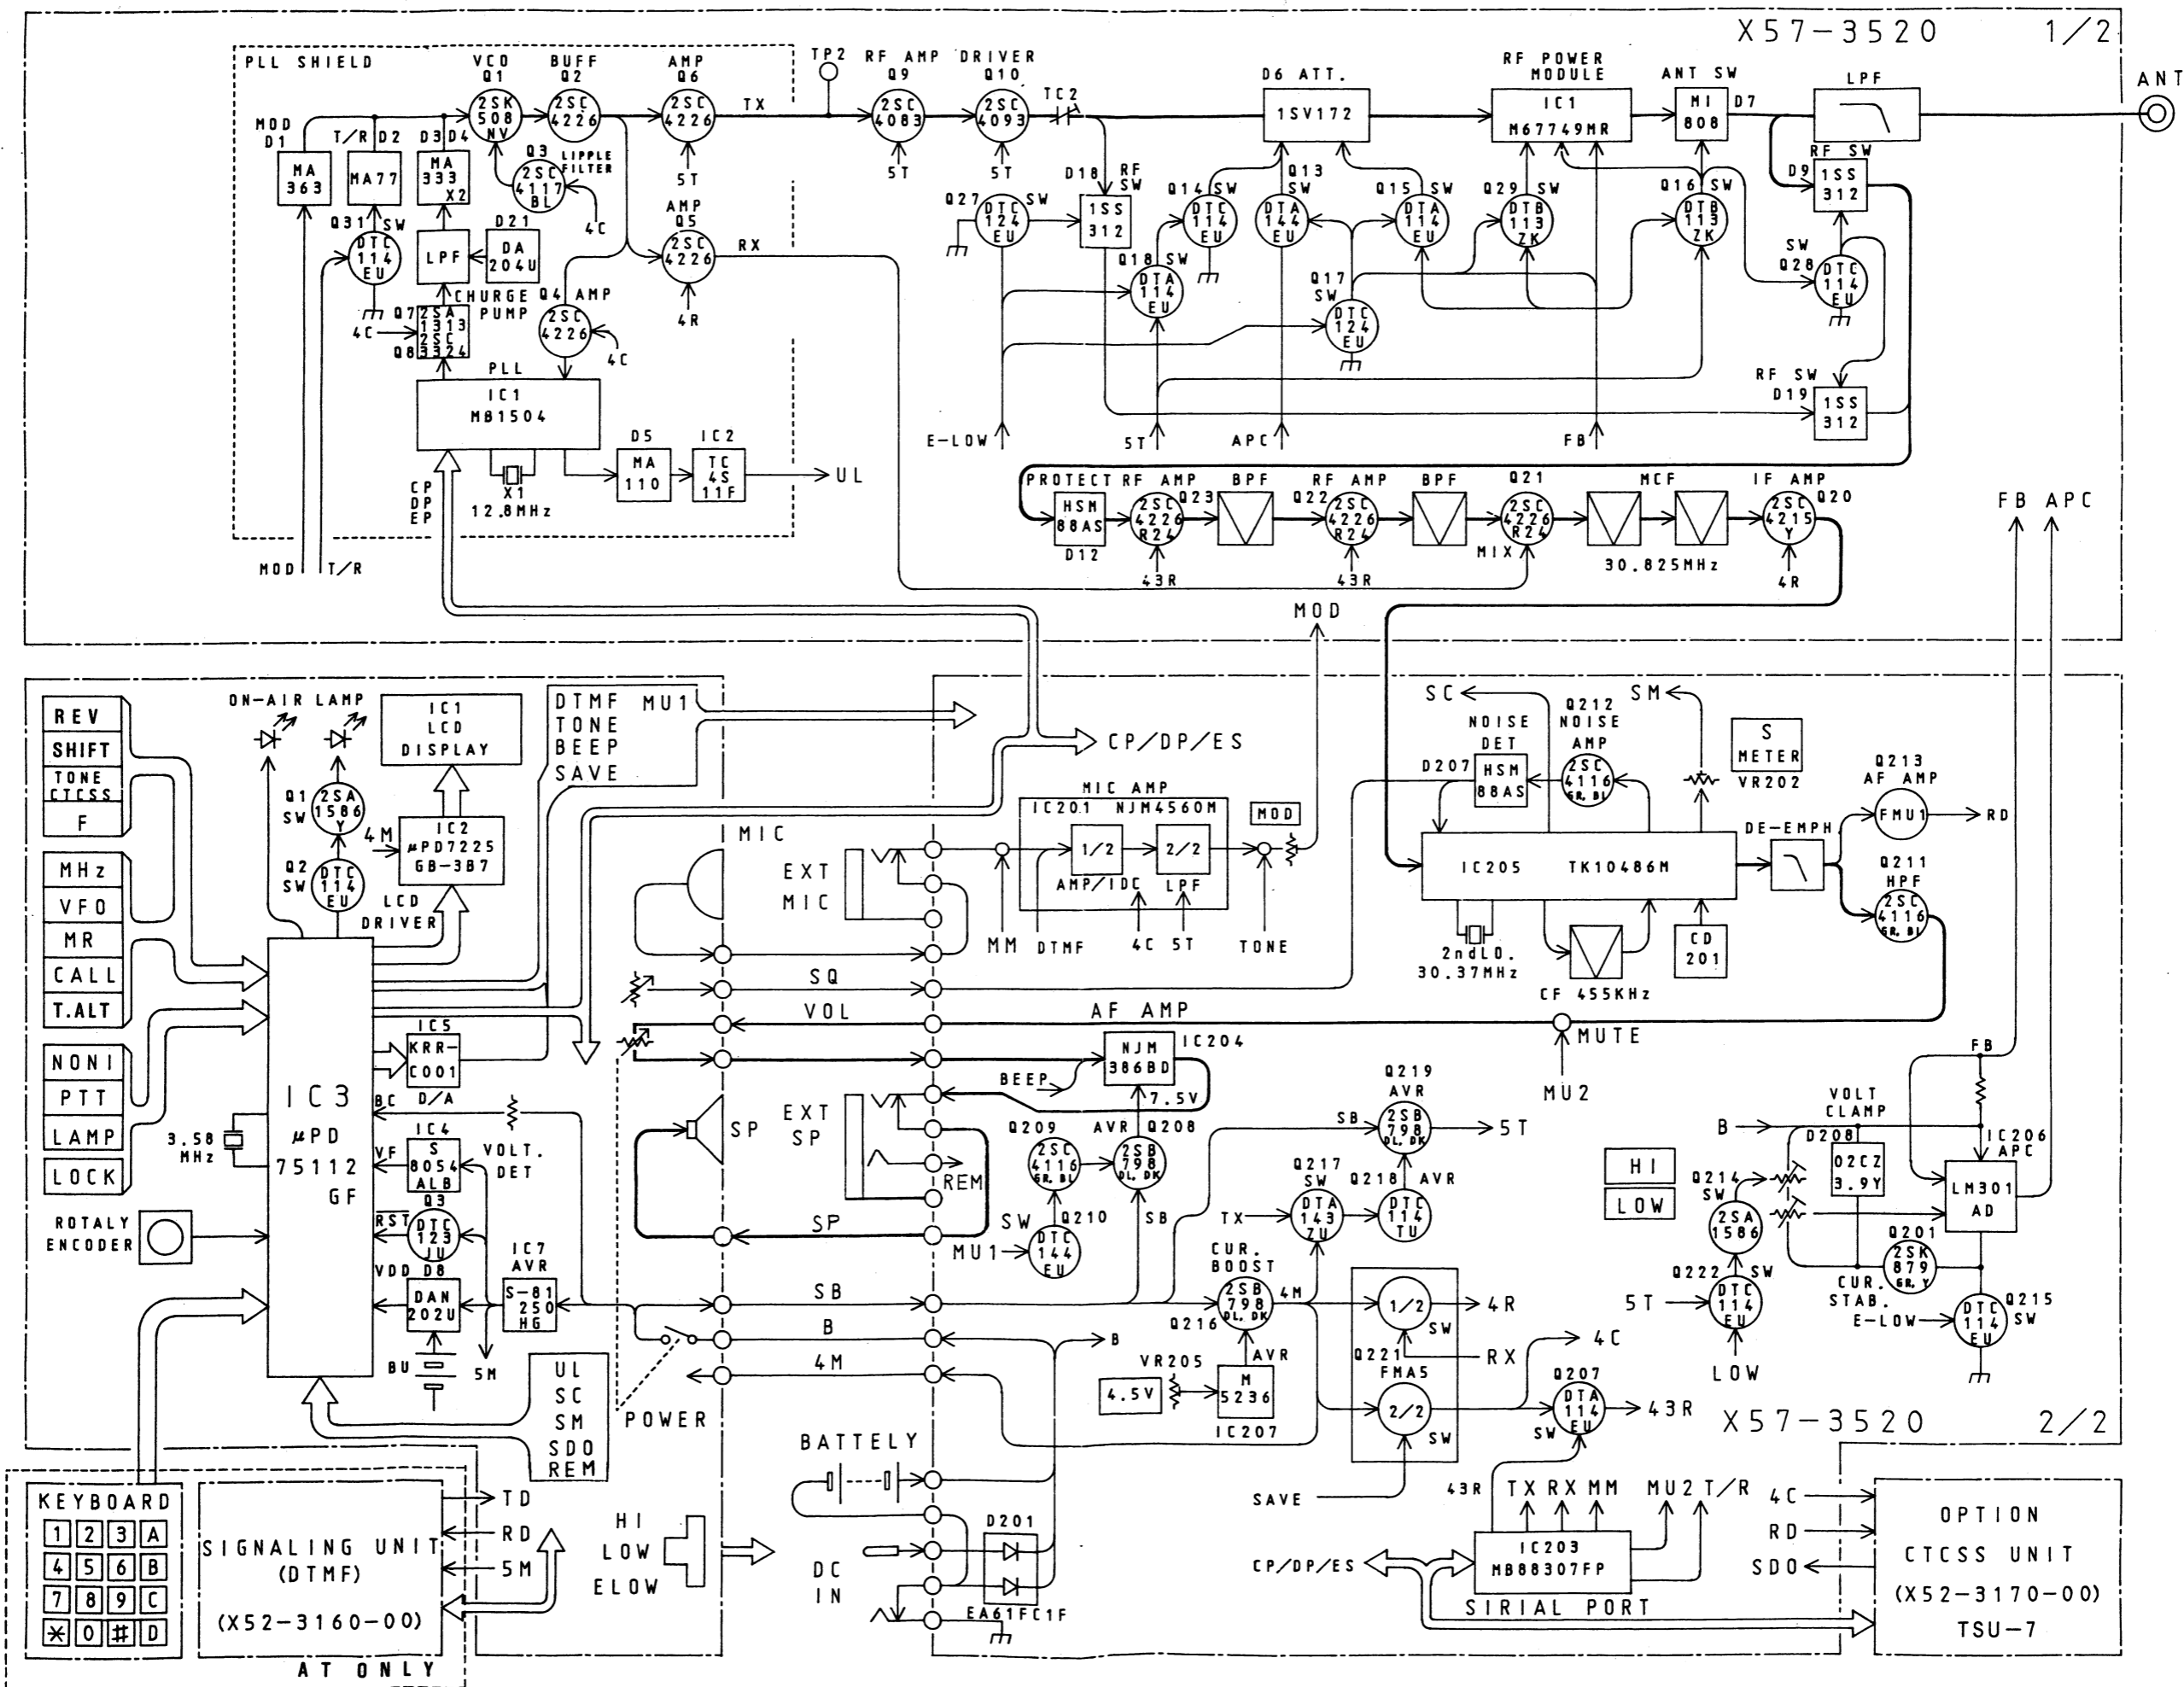 X57-3520 1/2
PLL SHIELD
VCO
Q1
2SK
508
NV
BUFF
Q2
2SC
4226
AMP
Q6
2SC
4226
TX
5T
TP2
RF AMP
Q9
2SC
4083
5T
DRIVER
Q10
2SC
4093
5T
TC2
D6 ATT.
1SV172
RF POWER
MODULE
IC1
M67749MR
ANT SW
MI
808
D7
LPF
ANT
MOD
D1
MA
363
T/R D2
MA77
D3 D4
MA
333
X2
Q3
2SC
4117
BL
LIPPLE
FILTER
4C
Q31 SW
DTC
114
EU
LPF
D21
DA
204U
AMP
Q5
2SC
4226
RX
4R
CHURGE
PUMP
Q7 2SA
1313
2SC
Q8 3324
4C
Q4 AMP
2SC
4226
4C
PLL
IC1
MB1504
X1
12.8MHz
D5
MA
110
IC2
TC
4S
11F
UL
CP
DP
EP
MOD T/R
Q27 SW
DTC
124
EU
D18 RF
SW
1SS
312
Q14 SW
DTC
114
EU
Q13
SW
DTA
144
EU
Q15 SW
DTA
114
EU
Q29 SW
DTB
113
ZK
Q16 SW
DTB
113
ZK
RF SW
D9
1SS
312
SW
Q28
DTC
114
EU
Q18 SW
DTA
114
EU
Q17
SW
DTC
124
EU
RF SW
D19
1SS
312
E-LOW
5T
APC
FB
PROTECT
HSM
88AS
D12
RF AMP
Q23
2SC
4226
R24
43R
BPF
RF AMP
Q22
2SC
4226
R24
43R
BPF
Q21
2SC
4226
R24
MIX
MCF
30.825MHz
IF AMP
Q20
2SC
4215
Y
4R
FB APC
MOD
REV
SHIFT
TONE
CTCSS
F
MHz
VFO
MR
CALL
T.ALT
NONI
PTT
LAMP
LOCK
ROTALY
ENCODER
ON-AIR LAMP
Q1
SW
2SA
1586
Y
Q2
SW
DTC
114
EU
IC1
LCD
DISPLAY
4M
IC2
µPD7225
GB-3B7
LCD
DRIVER
DTMF
TONE
BEEP
SAVE
MU1
CP/DP/ES
IC3
µPD
75112
GF
3.58
MHz
IC5
KRR-
C001
D/A
BC
IC4
S
8054
ALB
VF
VOLT.
DET
Q3
DTC
123
JU
RST
VDD D8
DAN
202U
IC7
AVR
S-81
250
HG
BU
5M
UL
SC
SM
SDO
REM
POWER
MIC
EXT
MIC
MIC AMP
IC201 NJM4560M
1/2
2/2
AMP/IDC
LPF
MM
DTMF
4C
5T
TONE
MOD
SQ
VOL
AF AMP
NJM
386BD
IC204
BEEP
7.5V
SP
EXT
SP
REM
SP
Q209
2SC
4116
GR, BL
AVR Q208
2SB
798
DL, DK
SB
SW
Q210
DTC
144
EU
MU1
SB
B
4M
SC
SM
NOISE
DET
D207
HSM
88AS
Q212
NOISE
AMP
2SC
4116
GR, BL
S
METER
VR202
Q213
AF AMP
FMU1
RD
IC205 TK10486M
DE-EMPH
Q211
HPF
2SC
4116
GR, BL
2ndLO.
30.37MHz
CF 455KHz
CD
201
MUTE
MU2
SB
Q219
AVR
2SB
798
DL, DK
5T
TX
Q217
SW
DTA
143
ZU
Q218 AVR
DTC
114
TU
CUR.
BOOST
2SB
798
DL, DK
Q216
4M
AVR
M
5236
IC207
VR205
4.5V
1/2
SW
4R
RX
Q221
FMA5
2/2
SW
SAVE
4C
Q207
DTA
114
EU
SW
43R
HI
LOW
B
VOLT
CLAMP
D208
02CZ
3.9Y
FB
IC206
APC
LM301
AD
Q214
SW
2SA
1586
Q222 SW
DTC
114
EU
5T
LOW
Q201
2SK
879
GR, Y
CUR.
STAB.
E-LOW
DTC
114
EU
Q215
SW
X57-3520 2/2
B
BATTELY
DC
IN
D201
EA61FC1F
HI
LOW
ELOW
43R TX RX MM MU2 T/R
CP/DP/ES
IC203
MB88307FP
SIRIAL PORT
4C
RD
SDO
OPTION
CTCSS UNIT
(X52-3170-00)
TSU-7
KEYBOARD
1 2 3 A
4 5 6 B
7 8 9 C
* 0 # D
SIGNALING UNIT
(DTMF)
(X52-3160-00)
TD
RD
5M
AT ONLY